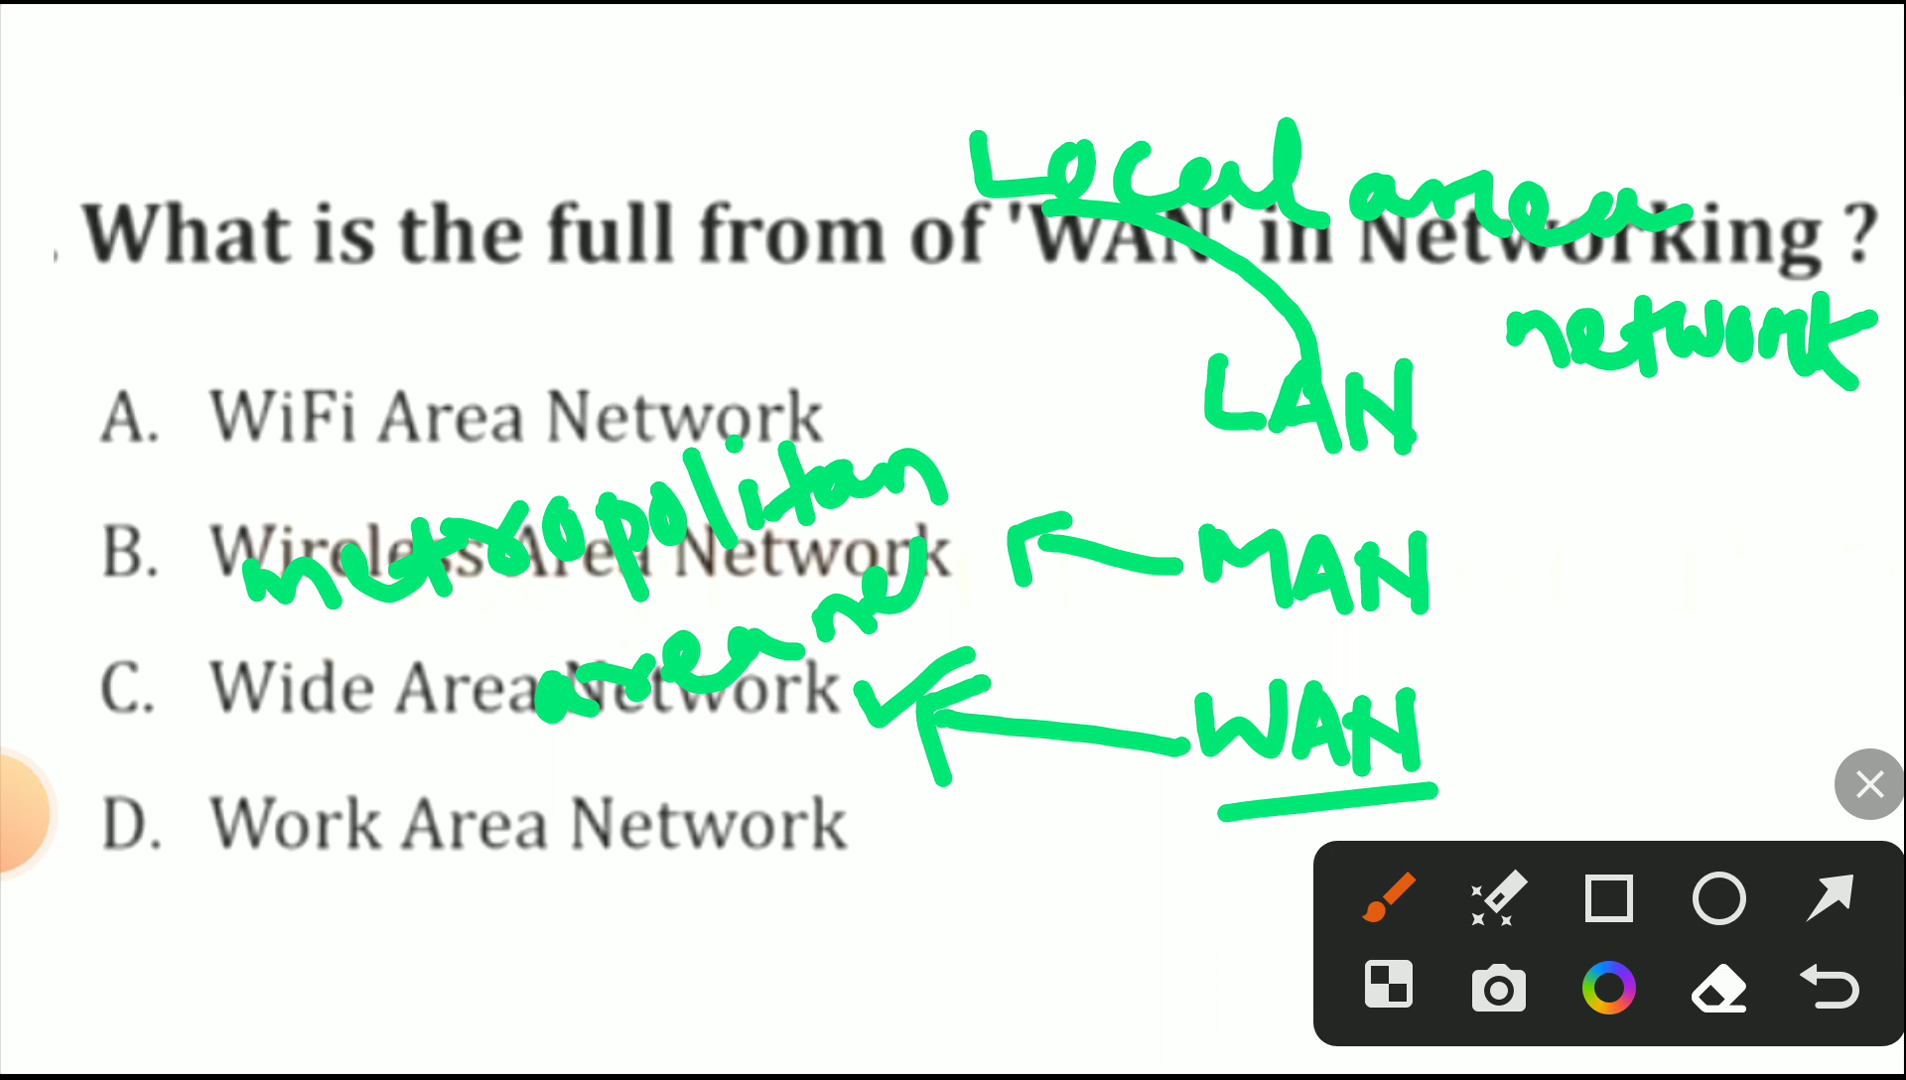 Local area
What is the full from of 'WAN' in Networking ?
network
A. WiFi Area Network
LAN
metropolitan
B. Wireless Area Network
MAN
area net
C. Wide Area Network
WAN
D. Work Area Network